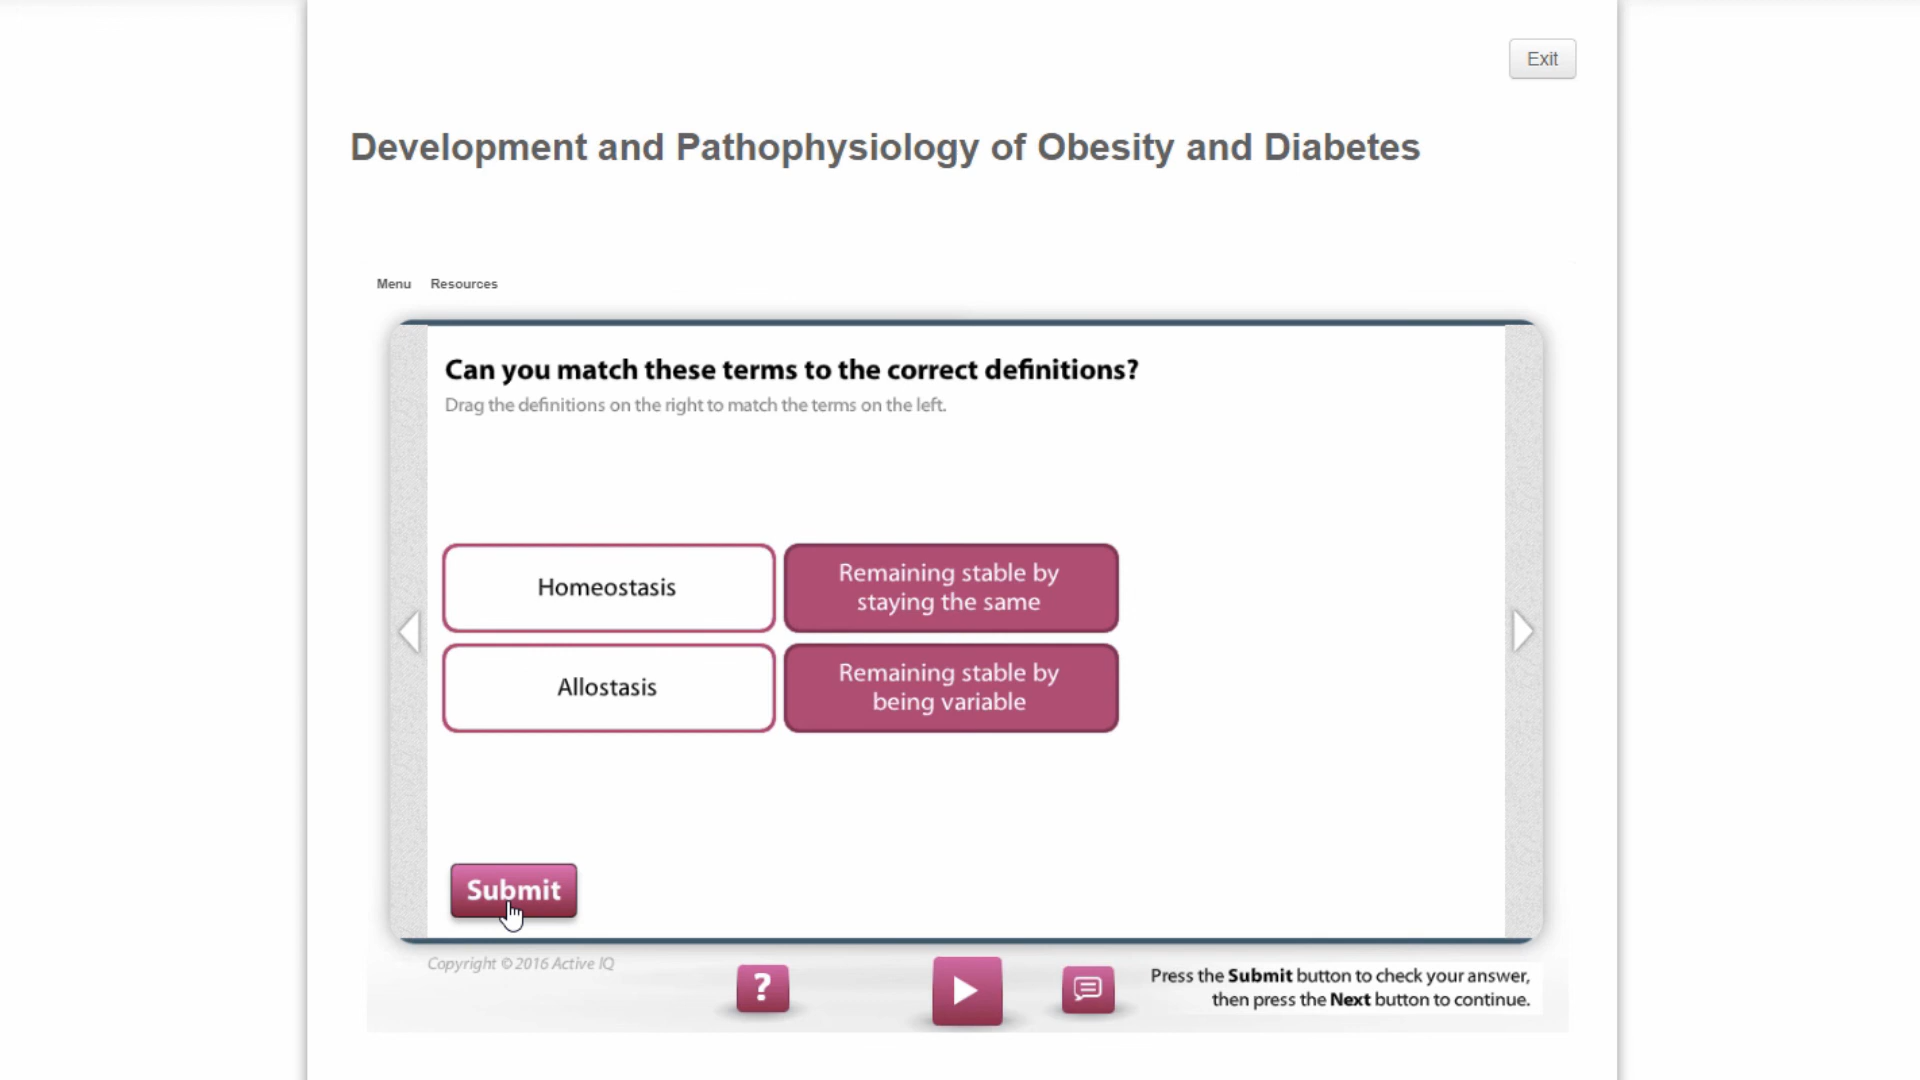 Exit
Development and Pathophysiology of Obesity and Diabetes
Menu Resources
Can you match these terms to the correct definitions?
Drag the definitions on the right to match the terms on the left.
Homeostasis
Remaining stable by
staying the same
Allostasis
Remaining stable by
being variable
Submit
Copyright © 2016 Active IQ
?
Press the Submit button to check your answer,
then press the Next button to continue.